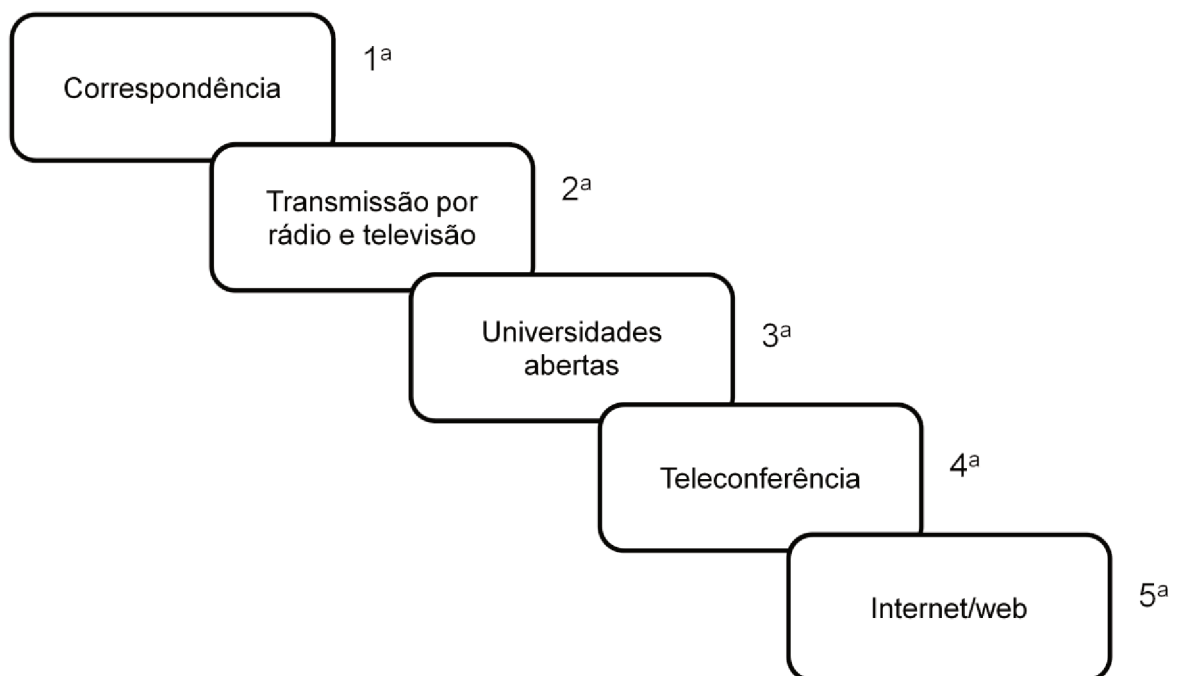 Correspondência
1ª
Transmissão por
rádio e televisão
2ª
Universidades
abertas
3ª
Teleconferência
4ª
Internet/web
5ª